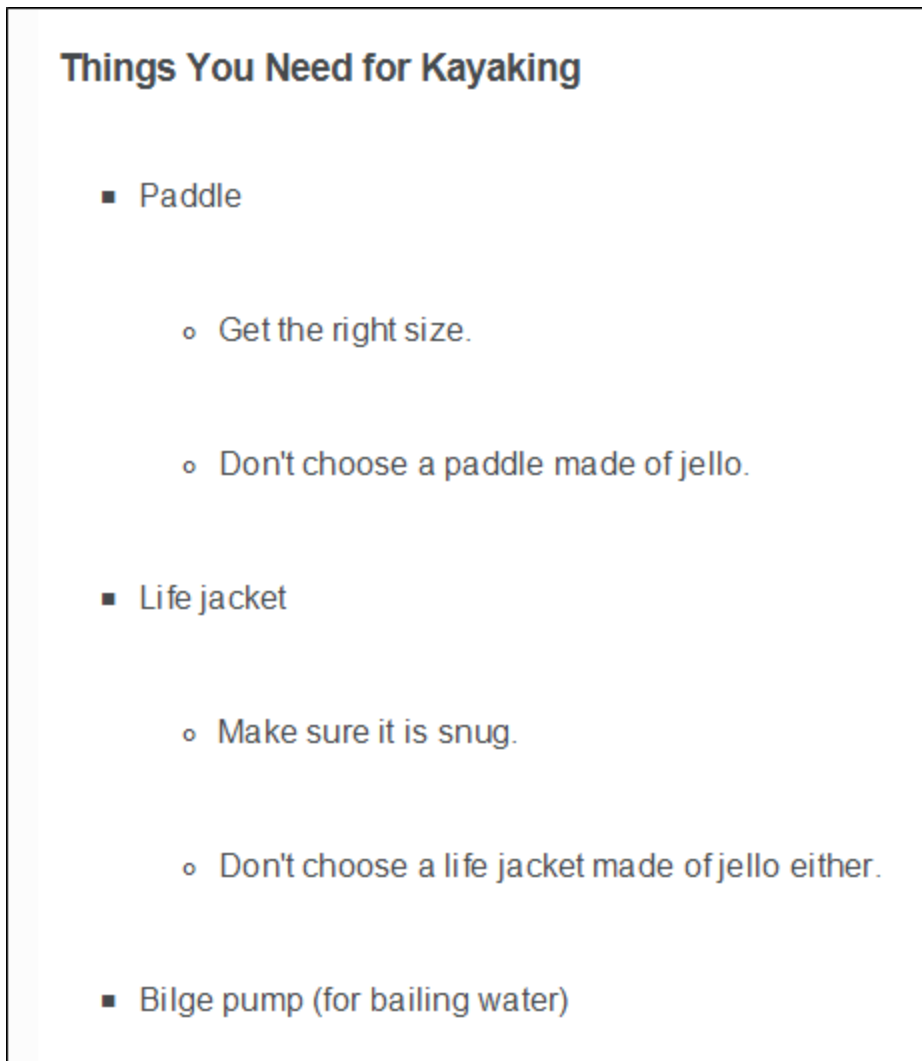 Things You Need for Kayaking
▪ Paddle
o Get the right size.
o Don't choose a paddle made of jello.
▪ Life jacket
o Make sure it is snug.
o Don't choose a life jacket made of jello either.
▪ Bilge pump (for bailing water)